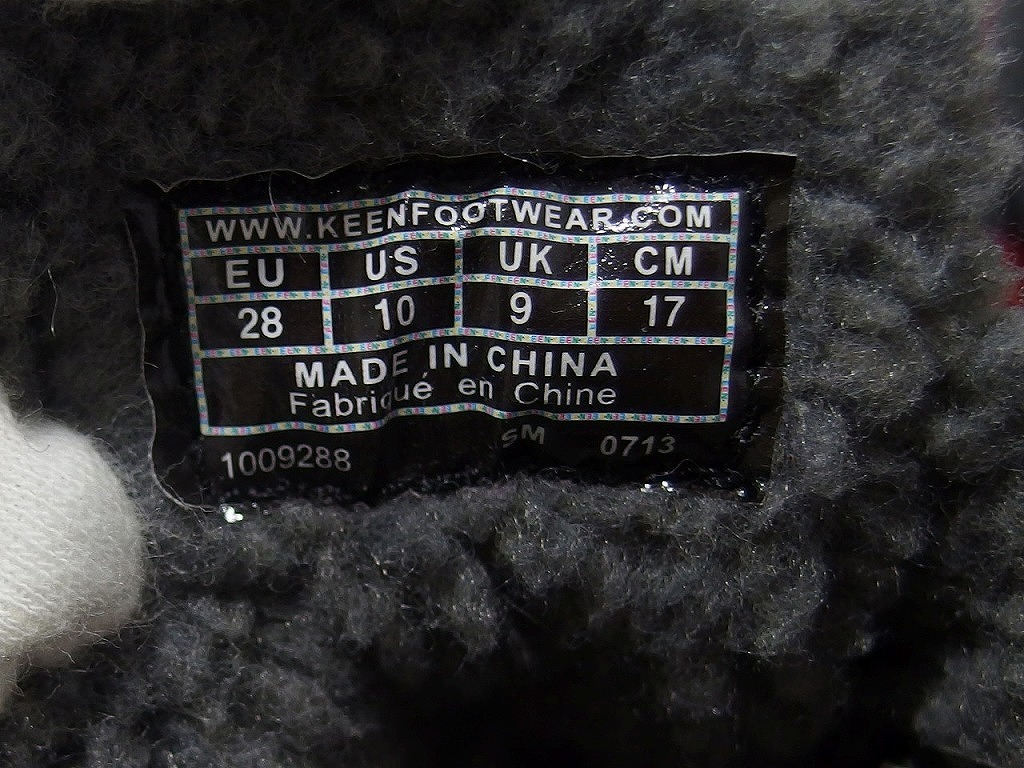 WWW.KEENFOOTWEAR.COM
EU US UK CM
28 10 9 17
MADE IN CHINA
Fabriqué en Chine
1009288 SM 0713